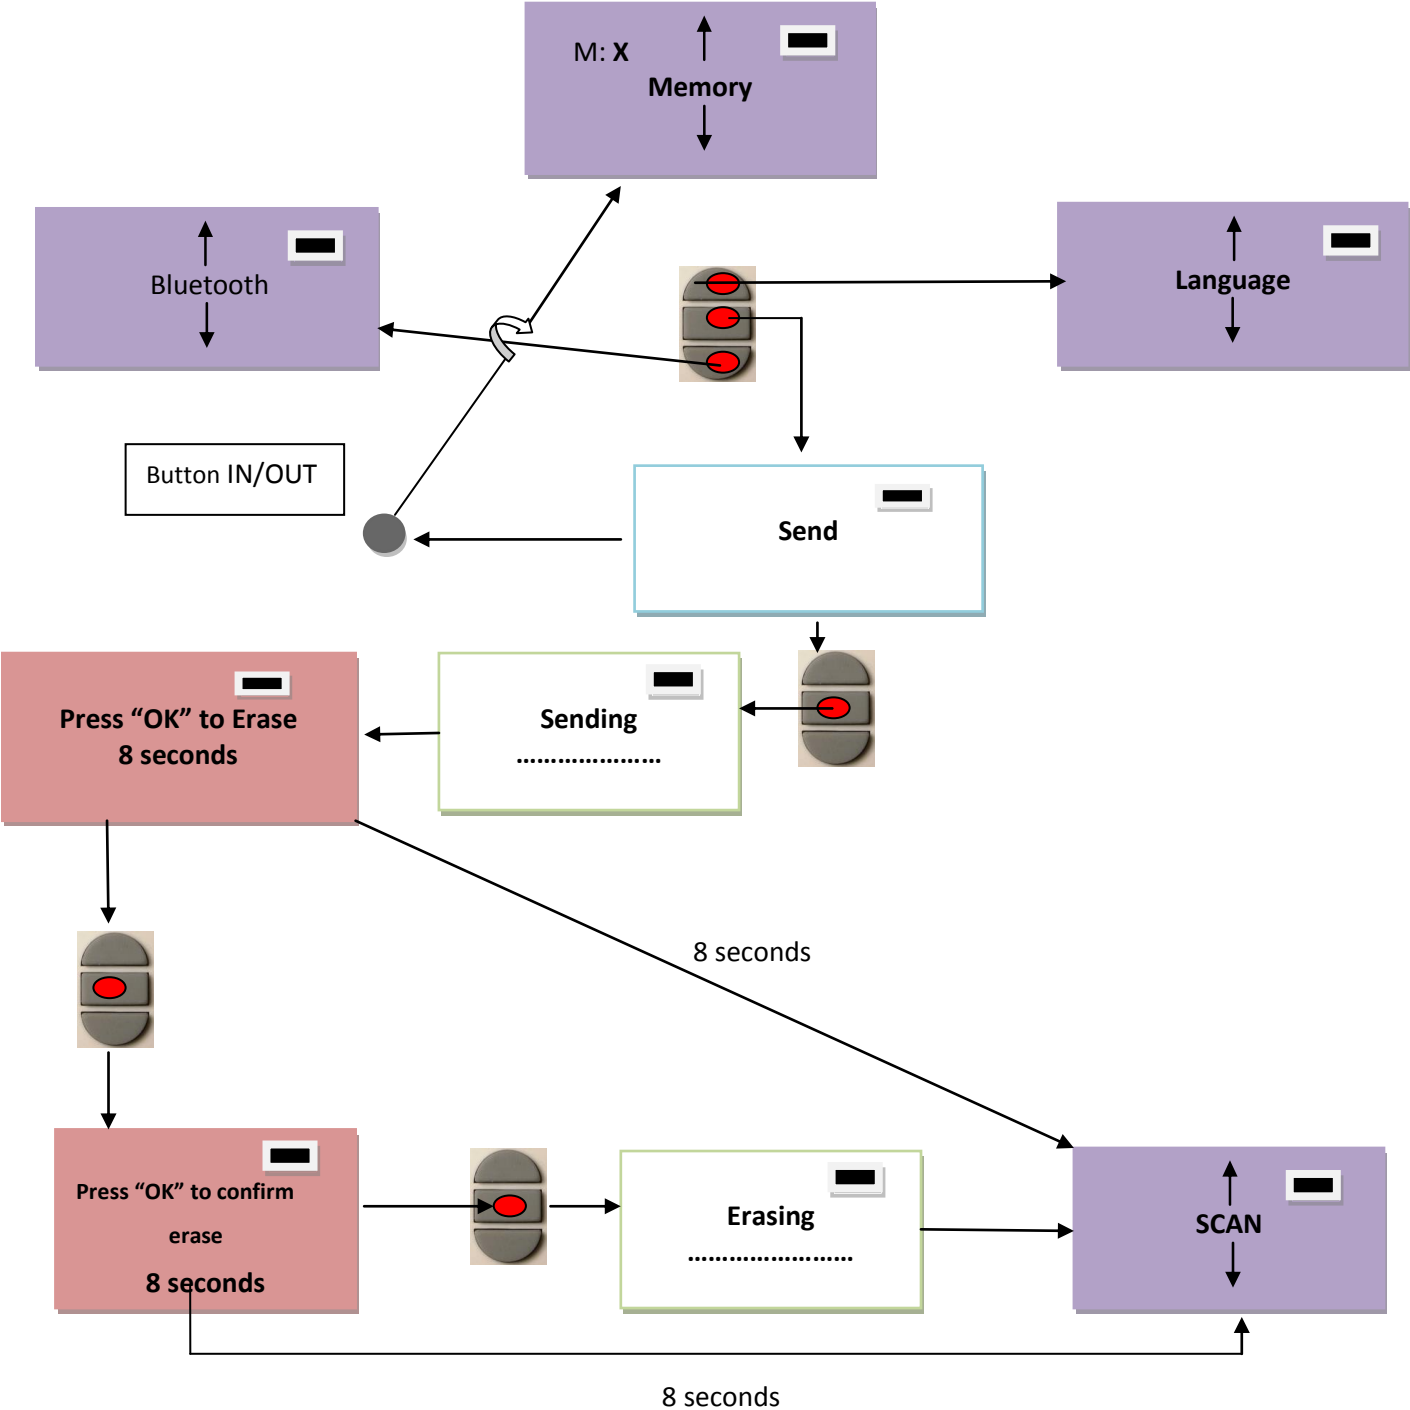 M: X
Memory
Bluetooth
Language
Button IN/OUT
Send
Press “OK” to Erase
8 seconds
Sending
.....................
8 seconds
Press “OK” to confirm
erase
8 seconds
Erasing
........................
SCAN
8 seconds